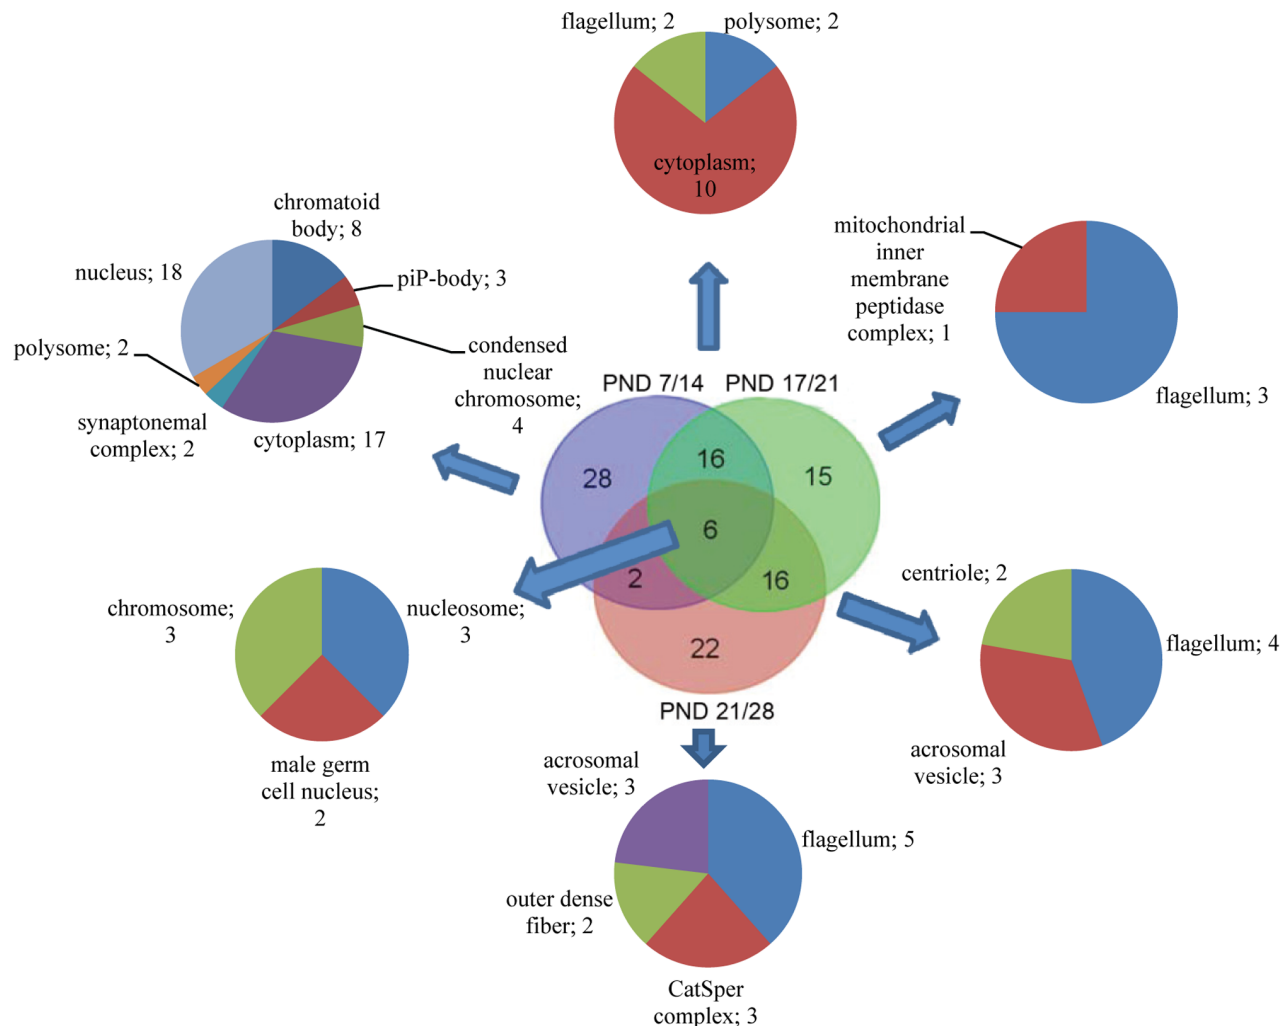 flagellum; 2
polysome; 2
cytoplasm;
10
chromatoid
body; 8
nucleus; 18
piP-body; 3
condensed
nuclear
chromosome;
4
polysome; 2
synaptonemal
complex; 2
cytoplasm; 17
mitochondrial
inner
membrane
peptidase
complex; 1
flagellum; 3
PND 7/14
PND 17/21
28
16
15
6
2
16
22
PND 21/28
chromosome;
3
nucleosome;
3
male germ
cell nucleus;
2
centriole; 2
flagellum; 4
acrosomal
vesicle; 3
acrosomal
vesicle; 3
flagellum; 5
outer dense
fiber; 2
CatSper
complex; 3